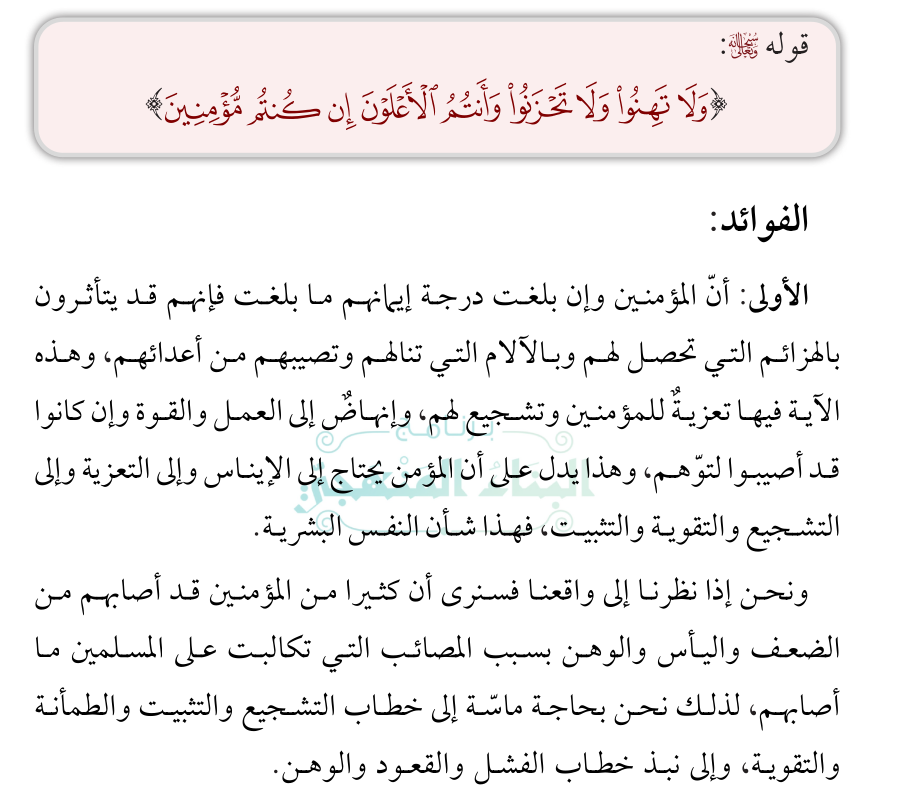 قوله ﷾:
﴿وَلَا تَهِنُوا۟ وَلَا تَحْزَنُوا۟ وَأَنتُمُ ٱلْأَعْلَوْنَ إِن كُنتُم مُّؤْمِنِينَ﴾
الفوائد:
الأولى: أنّ المؤمنين وإن بلغت درجة إيمانهم ما بلغت فإنهم قد يتأثرون
بالهزائم التي تحصل لهم وبالآلام التي تنالهم وتصيبهم من أعدائهم، وهذه
الآية فيها تعزيةٌ للمؤمنين وتشجيع لهم، وإنهاضٌ إلى العمل والقوة وإن كانوا
قد أصيبوا لتوّهم، وهذا يدل على أن المؤمن يحتاج إلى الإيناس وإلى التعزية وإلى
التشجيع والتقوية والتثبيت، فهذا شأن النفس البشرية.
ونحن إذا نظرنا إلى واقعنا فسنرى أن كثيرا من المؤمنين قد أصابهم من
الضعف واليأس والوهن بسبب المصائب التي تكالبت على المسلمين ما
أصابهم، لذلك نحن بحاجة ماسّة إلى خطاب التشجيع والتثبيت والطمأنة
والتقوية، وإلى نبذ خطاب الفشل والقعود والوهن.
برنامج
البناء المنهجي